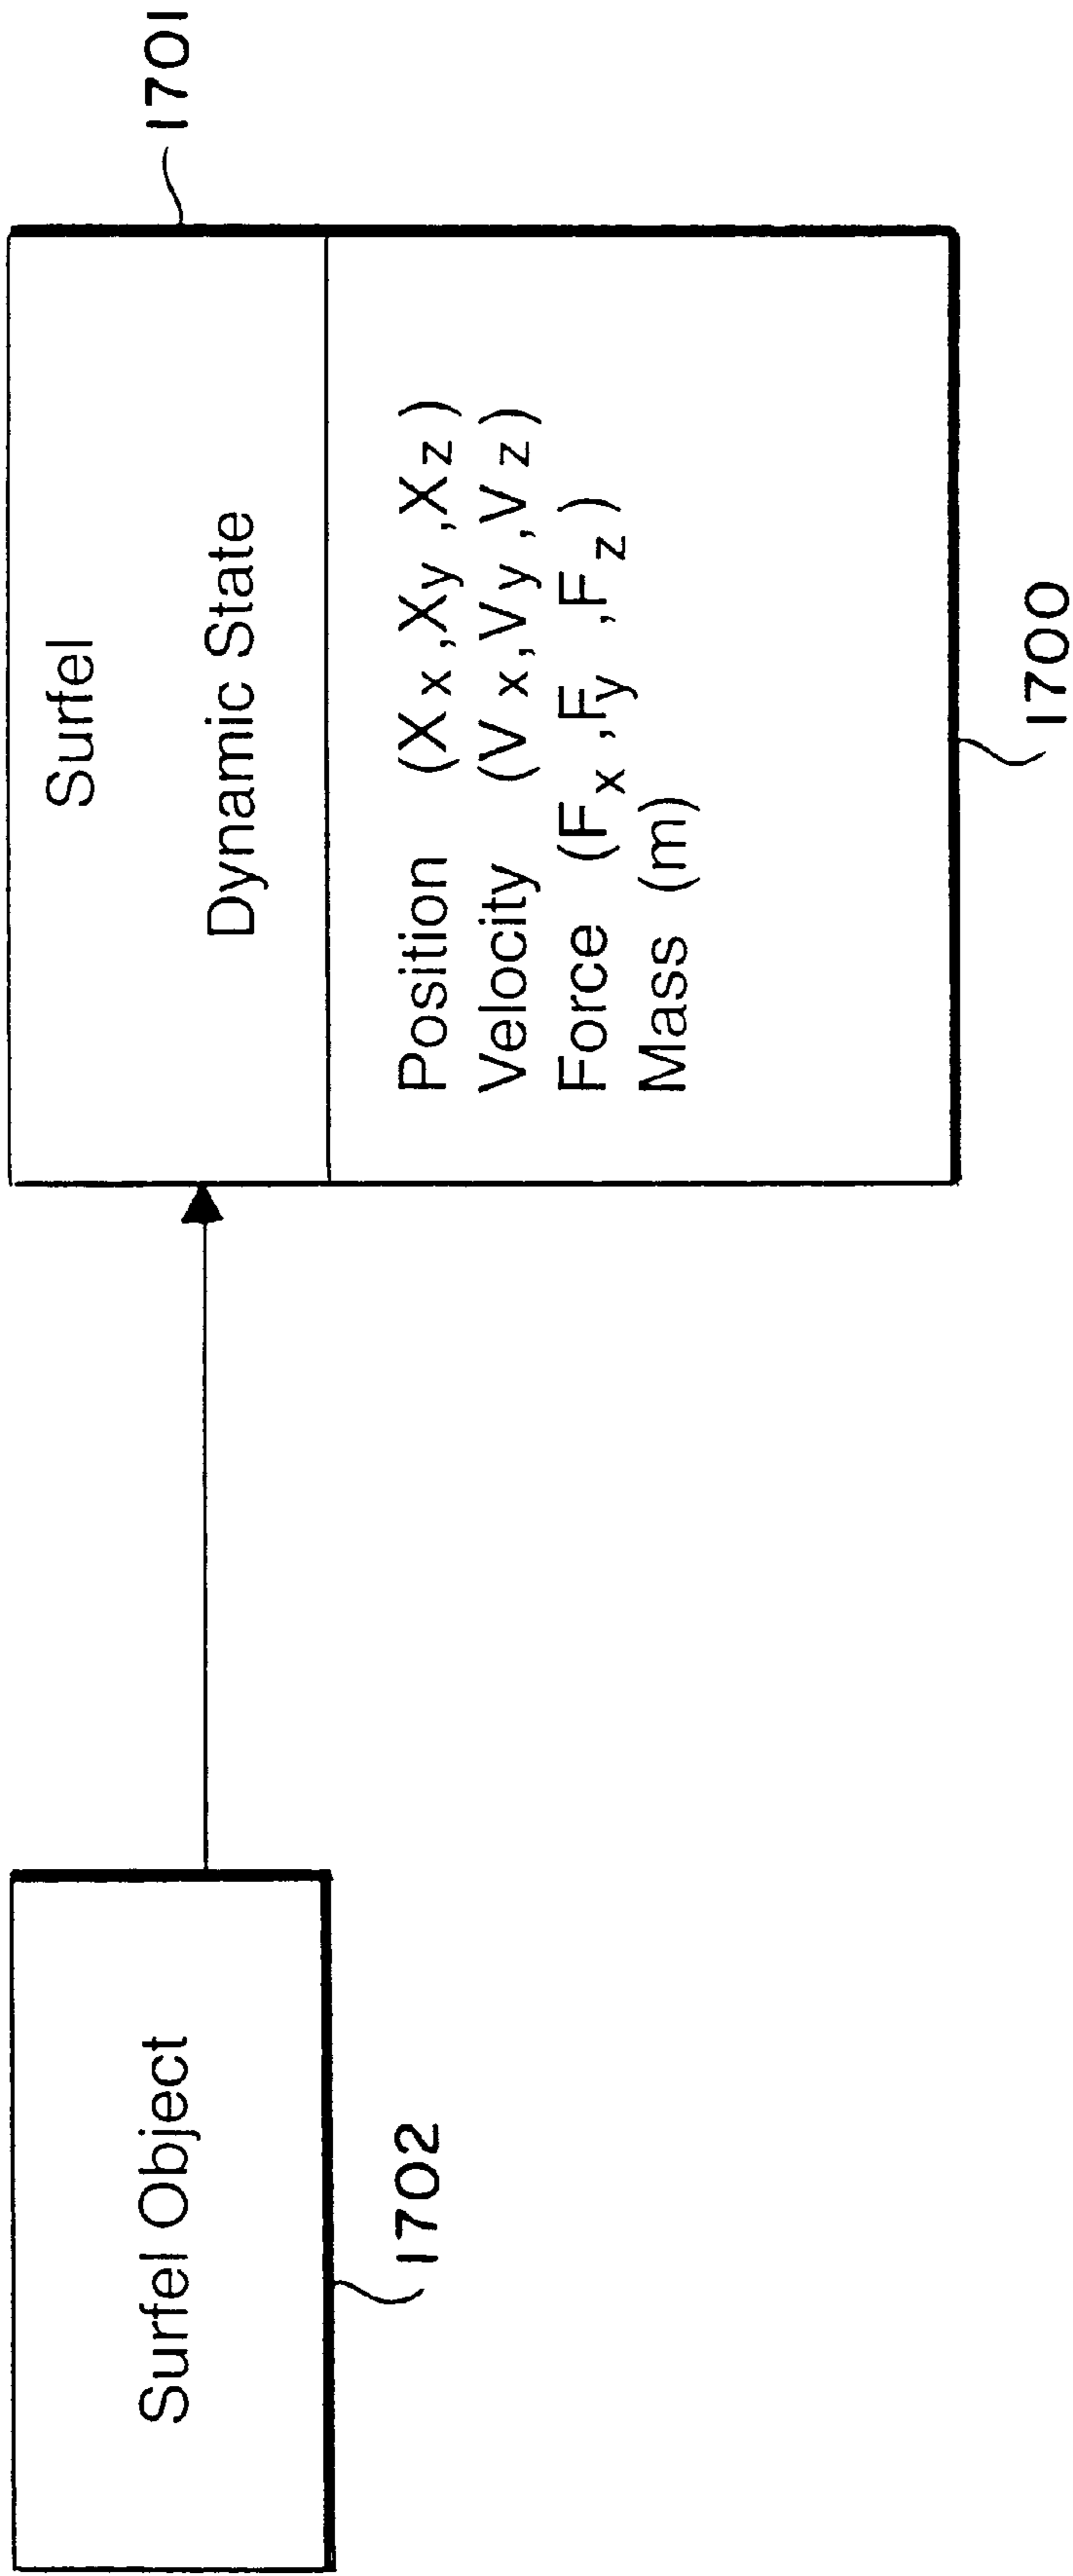 Surfel Object
1702
Surfel
Dynamic State
1701
Position (Xx,Xy,Xz)
Velocity (Vx,Vy,Vz)
Force (Fx,Fy,Fz)
Mass (m)
1700